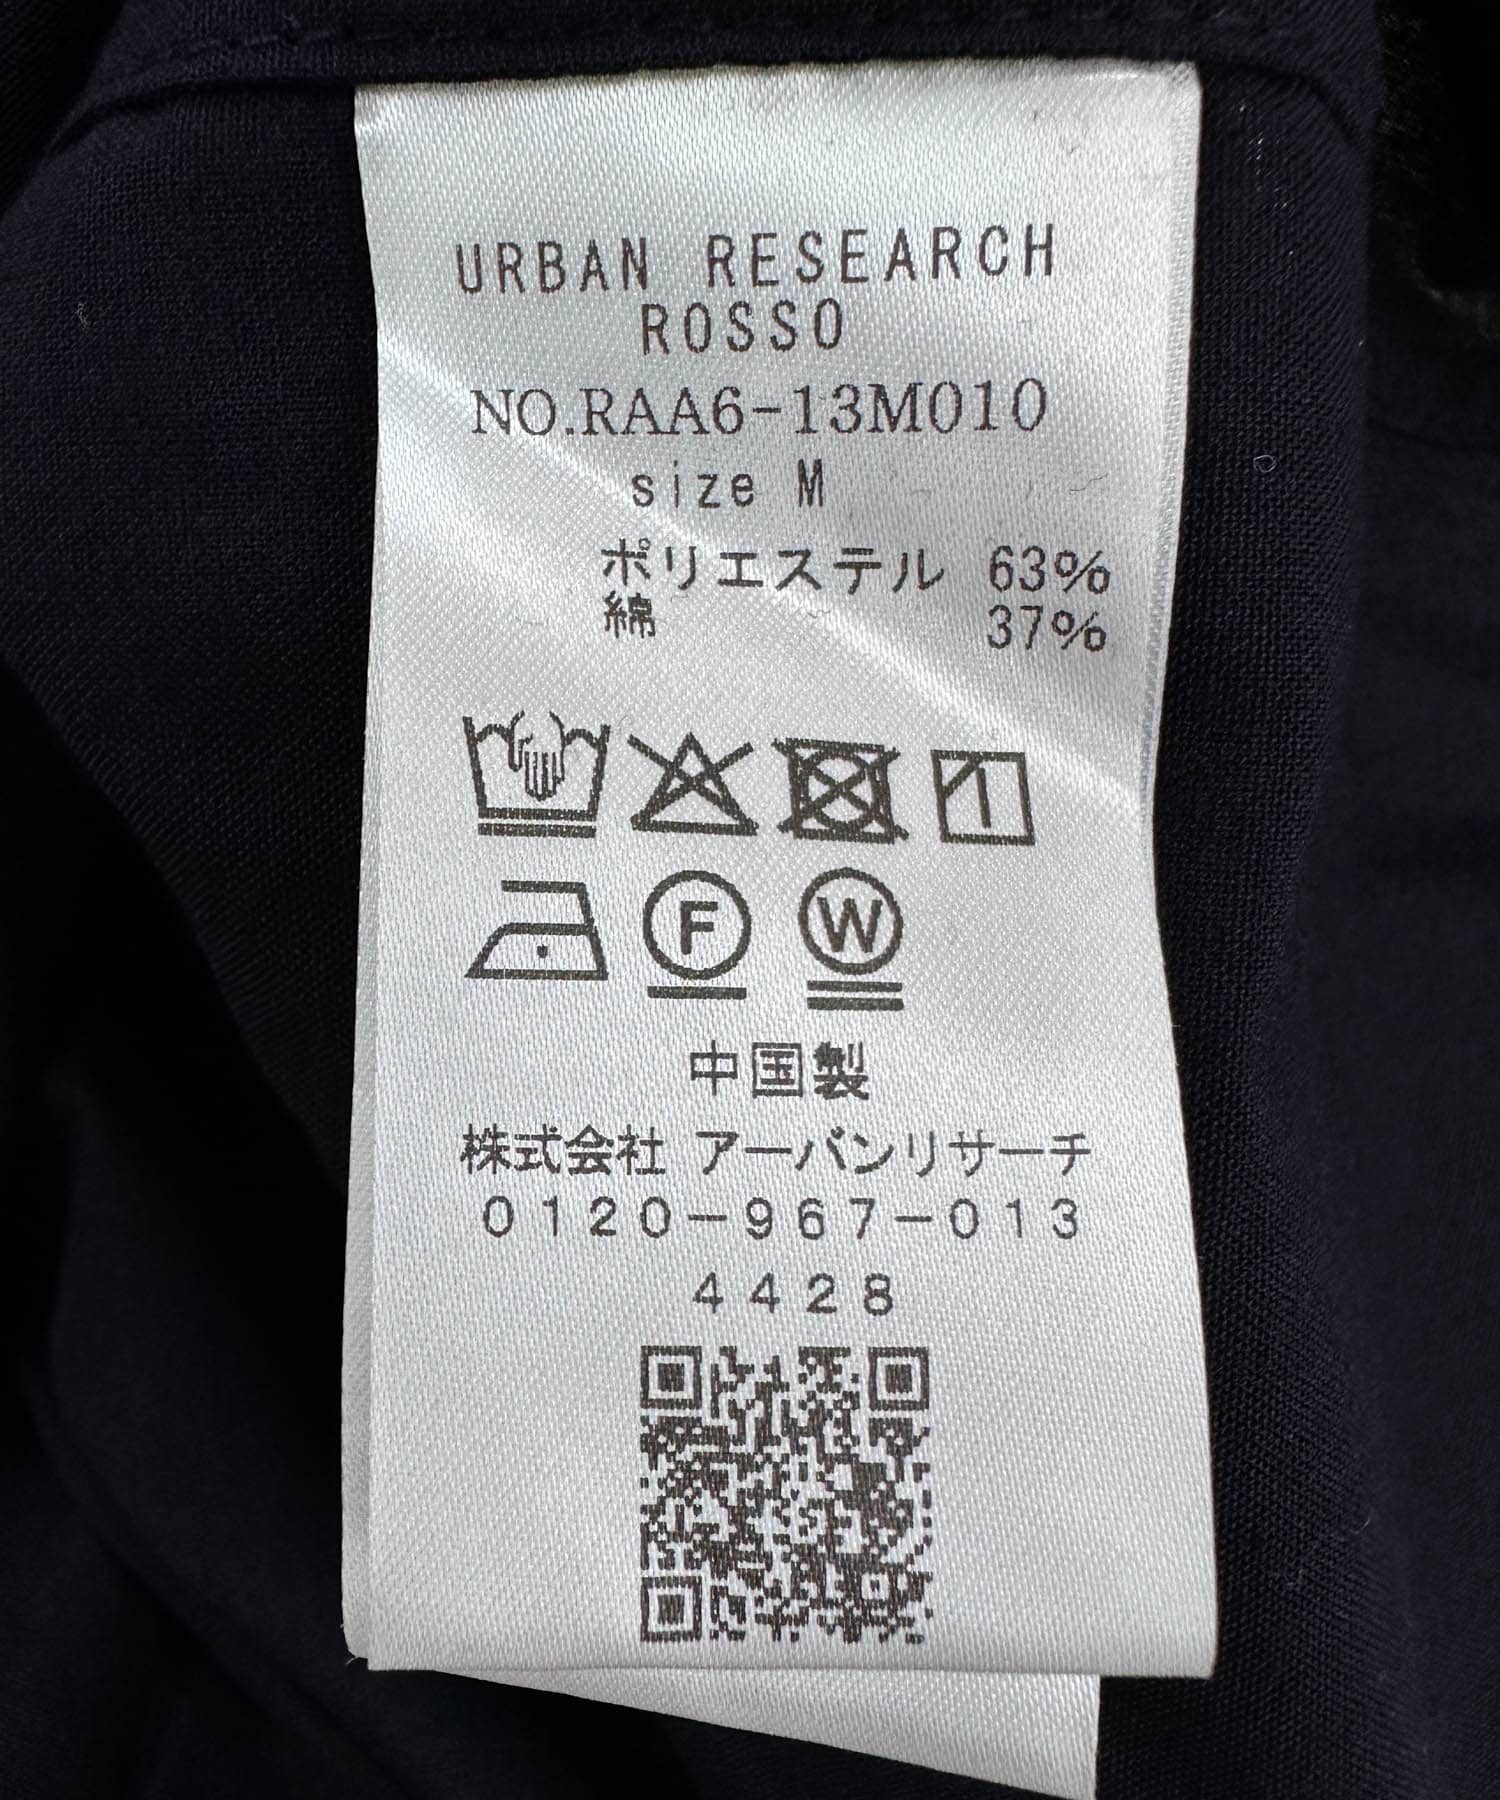 URBAN RESEARCH
ROSSO
NO.RAA6-13M010
size M
ポリエステル 63%
綿 37%
F W
中国製
株式会社 アーバンリサーチ
0120-967-013
4428